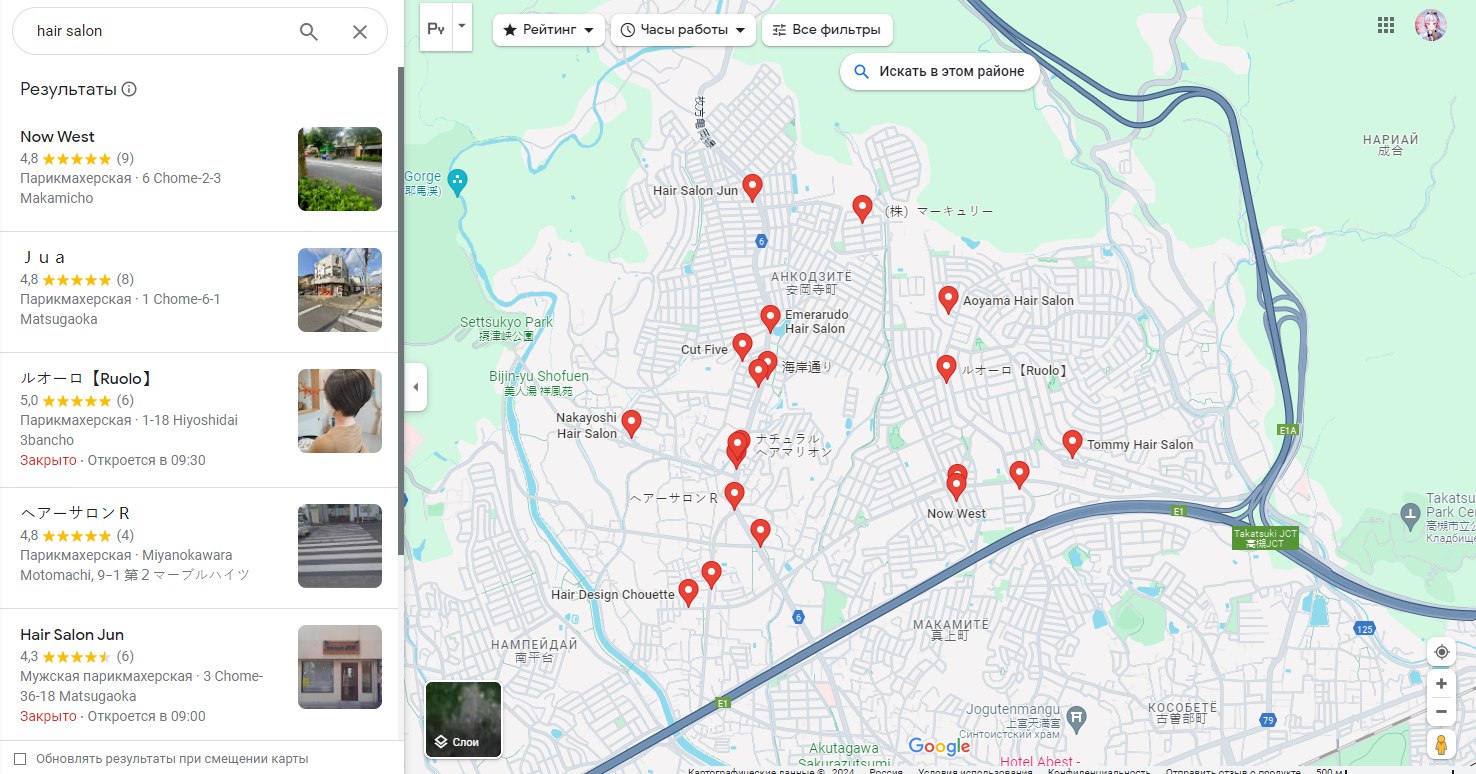 hair salon
Результаты
Now West
4,8 (9)
Парикмахерская · 6 Chome-2-3
Makamicho
Ｊｕａ
4,8 (8)
Парикмахерская · 1 Chome-6-1
Matsugaoka
ルオーロ【Ruolo】
5,0 (6)
Парикмахерская · 1-18 Hiyoshidai
3bancho
Закрыто · Откроется в 09:30
ヘアーサロンＲ
4,8 (4)
Парикмахерская · Miyanokawara
Motomachi, 9−1 第２マーブルハイツ
Hair Salon Jun
4,3 (6)
Мужская парикмахерская · 3 Chome-
36-18 Matsugaoka
Закрыто · Откроется в 09:00
Обновлять результаты при смещении карты
Рейтинг
Часы работы
Все фильтры
Искать в этом районе
НАРИАЙ
成合
Gorge
耶馬渓)
Hair Salon Jun
(株) マーキュリー
6
АНКОДЗИТЁ
安岡寺町
Aoyama Hair Salon
Emerarudo
Hair Salon
Settsukyo Park
摂津峡公園
Cut Five
海岸通り
ルオーロ【Ruolo】
Bijin-yu Shofuen
美人湯 祥風苑
Nakayoshi
Hair Salon
ナチュラル
ヘアマリオン
E1A
Tommy Hair Salon
ヘアーサロンＲ
Now West
E1
Takatsuki JCT
高槻JCT
Takatsu
Park Cen
高槻市立公
Кладбище
Hair Design Chouette
6
МАКАМИТЁ
真上町
125
НАМПЕЙДАЙ
南平台
E1
Jogutenmangu
上宮天満宮
Синтоистский храм
КОСОБЕТЁ
古曽部町
79
Слои
Google
Akutagawa
Sakurazutsumi
Hotel Abest -
Картографические данные © 2024 Россия Условия использования Конфиденциальность Отправить отзыв о продукте 500 м